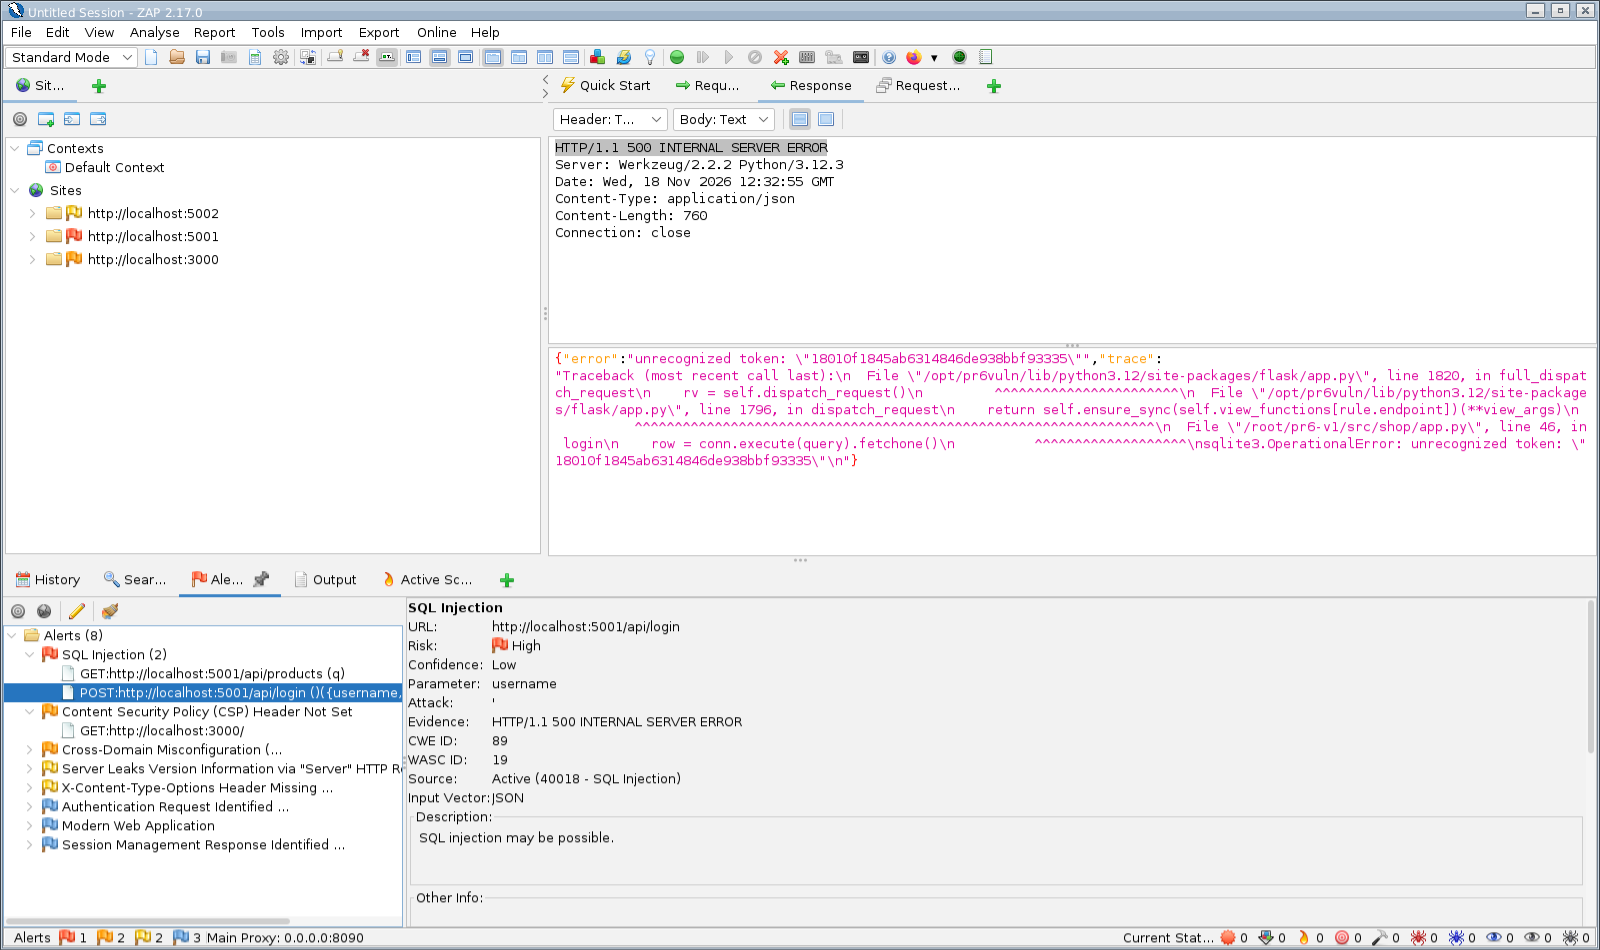 Untitled Session - ZAP 2.17.0
File Edit View Analyse Report Tools Import Export Online Help
Standard Mode
Sit...
Quick Start
Requ...
Response
Request...
Header: T...
Body: Text
Contexts
Default Context
Sites
http://localhost:5002
http://localhost:5001
http://localhost:3000
HTTP/1.1 500 INTERNAL SERVER ERROR
Server: Werkzeug/2.2.2 Python/3.12.3
Date: Wed, 18 Nov 2026 12:32:55 GMT
Content-Type: application/json
Content-Length: 760
Connection: close
{"error":"unrecognized token: \"18010f1845ab6314846de938bbf93335\"","trace":
"Traceback (most recent call last):\n  File \"/opt/pr6vuln/lib/python3.12/site-packages/flask/app.py\", line 1820, in full_dispat
ch_request\n    rv = self.dispatch_request()\n         ^^^^^^^^^^^^^^^^^^^^^^^\n  File \"/opt/pr6vuln/lib/python3.12/site-package
s/flask/app.py\", line 1796, in dispatch_request\n    return self.ensure_sync(self.view_functions[rule.endpoint])(**view_args)\n
^^^^^^^^^^^^^^^^^^^^^^^^^^^^^^^^^^^^^^^^^^^^^^^^^^^^^^^^^^^^^^^^^\n  File \"/root/pr6-v1/src/shop/app.py\", line 46, in
login\n    row = conn.execute(query).fetchone()\n          ^^^^^^^^^^^^^^^^^^^\nsqlite3.OperationalError: unrecognized token: \"
18010f1845ab6314846de938bbf93335\"\n"}
History
Sear...
Ale...
Output
Active Sc...
Alerts (8)
SQL Injection (2)
GET:http://localhost:5001/api/products (q)
POST:http://localhost:5001/api/login ()({username,
Content Security Policy (CSP) Header Not Set
GET:http://localhost:3000/
Cross-Domain Misconfiguration (...
Server Leaks Version Information via "Server" HTTP R
X-Content-Type-Options Header Missing ...
Authentication Request Identified ...
Modern Web Application
Session Management Response Identified ...
SQL Injection
URL: http://localhost:5001/api/login
Risk: High
Confidence: Low
Parameter: username
Attack: '
Evidence: HTTP/1.1 500 INTERNAL SERVER ERROR
CWE ID: 89
WASC ID: 19
Source: Active (40018 - SQL Injection)
Input Vector: JSON
Description:
SQL injection may be possible.
Other Info:
Alerts 1 2 2 3 Main Proxy: 0.0.0.0:8090
Current Stat... 0 0 0 0 0 0 0 0 0 0